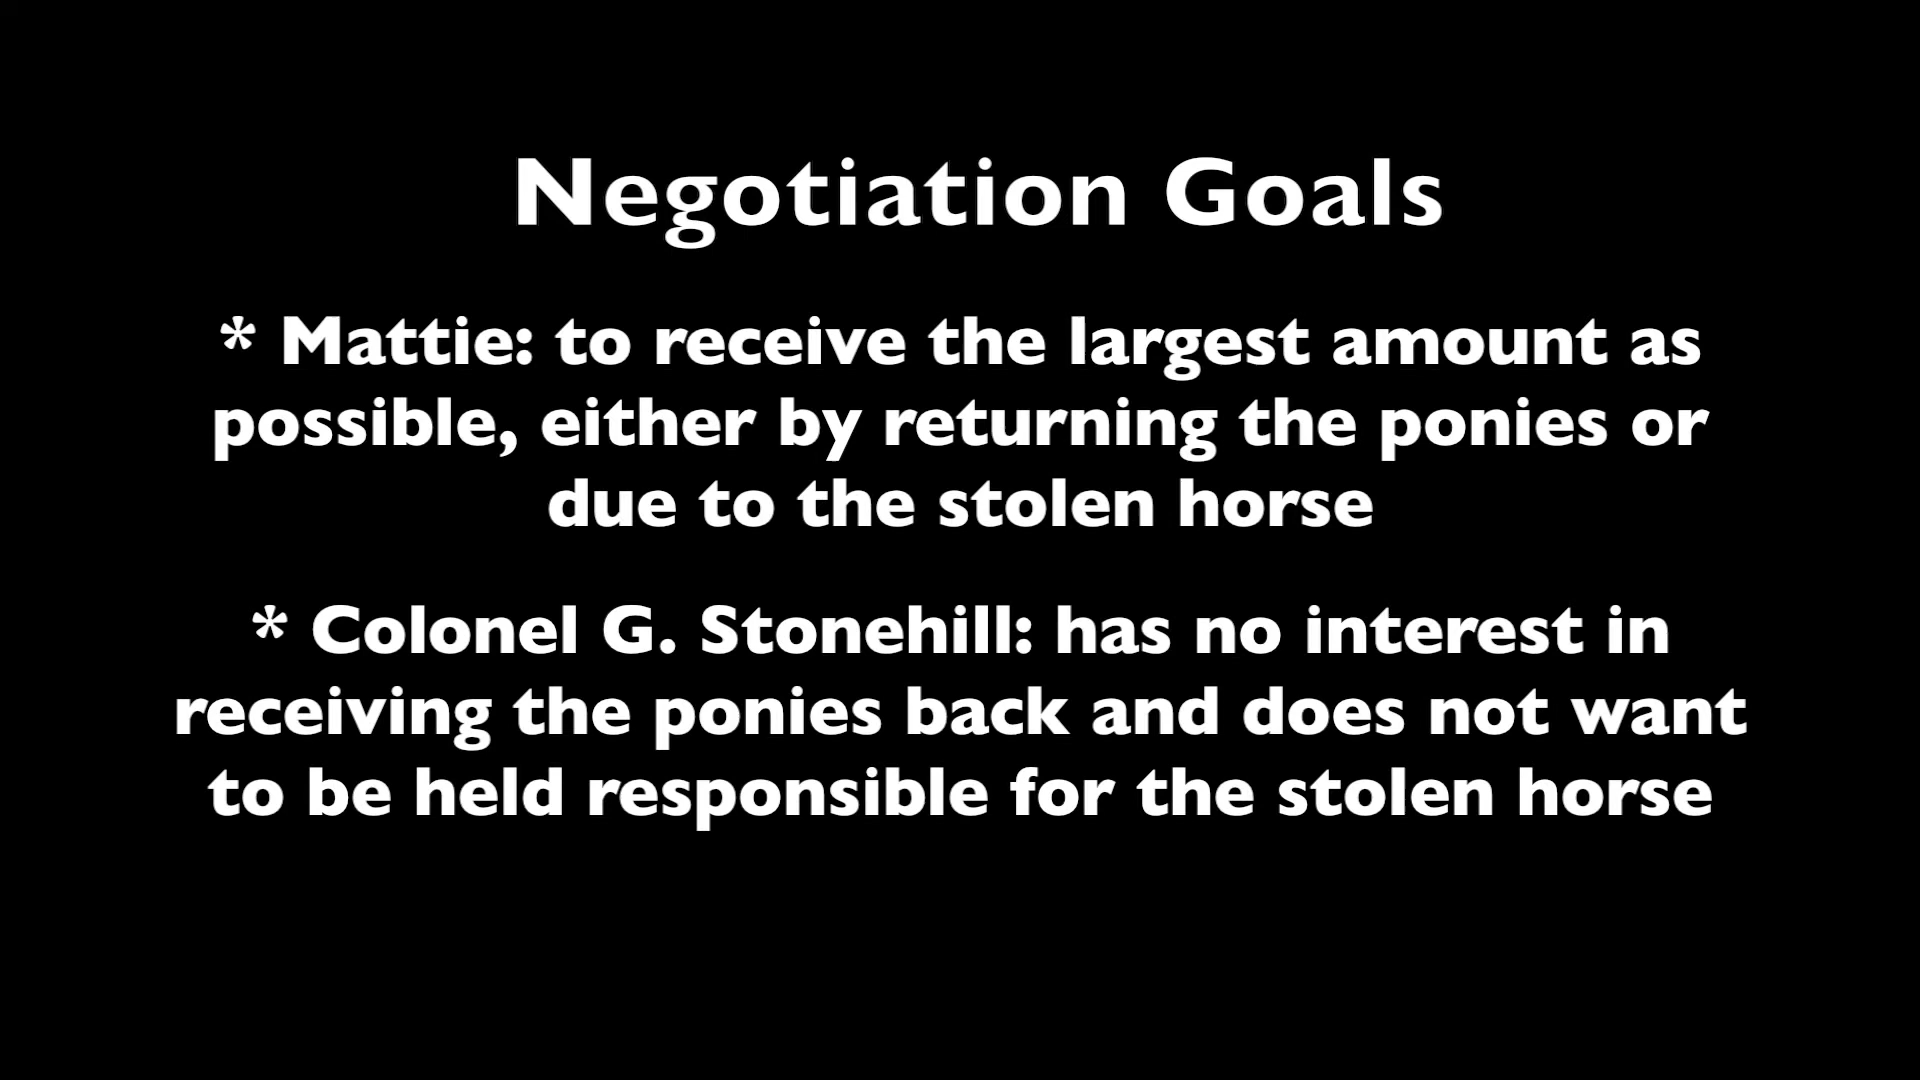 Negotiation Goals
* Mattie: to receive the largest amount as
possible, either by returning the ponies or
due to the stolen horse
* Colonel G. Stonehill: has no interest in
receiving the ponies back and does not want
to be held responsible for the stolen horse